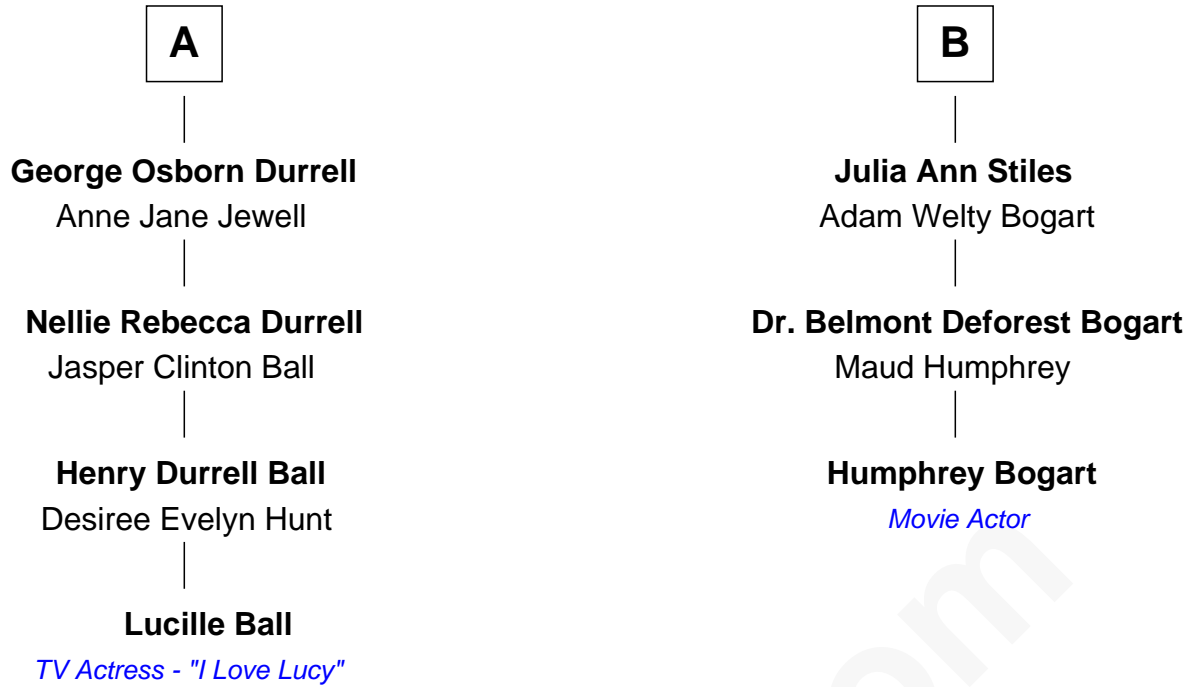 A
George Osborn Durrell
Anne Jane Jewell
Nellie Rebecca Durrell
Jasper Clinton Ball
Henry Durrell Ball
Desiree Evelyn Hunt
Lucille Ball
TV Actress - "I Love Lucy"
B
Julia Ann Stiles
Adam Welty Bogart
Dr. Belmont Deforest Bogart
Maud Humphrey
Humphrey Bogart
Movie Actor
om